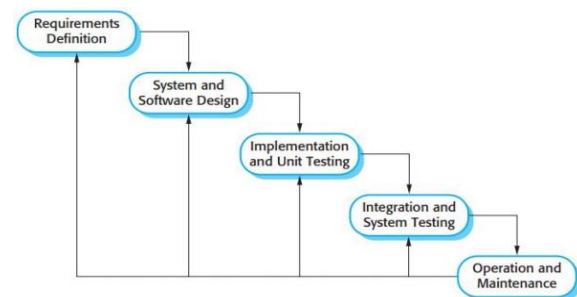 Requirements
Definition
System and
Software Design
Implementation
and Unit Testing
Integration and
System Testing
Operation and
Maintenance